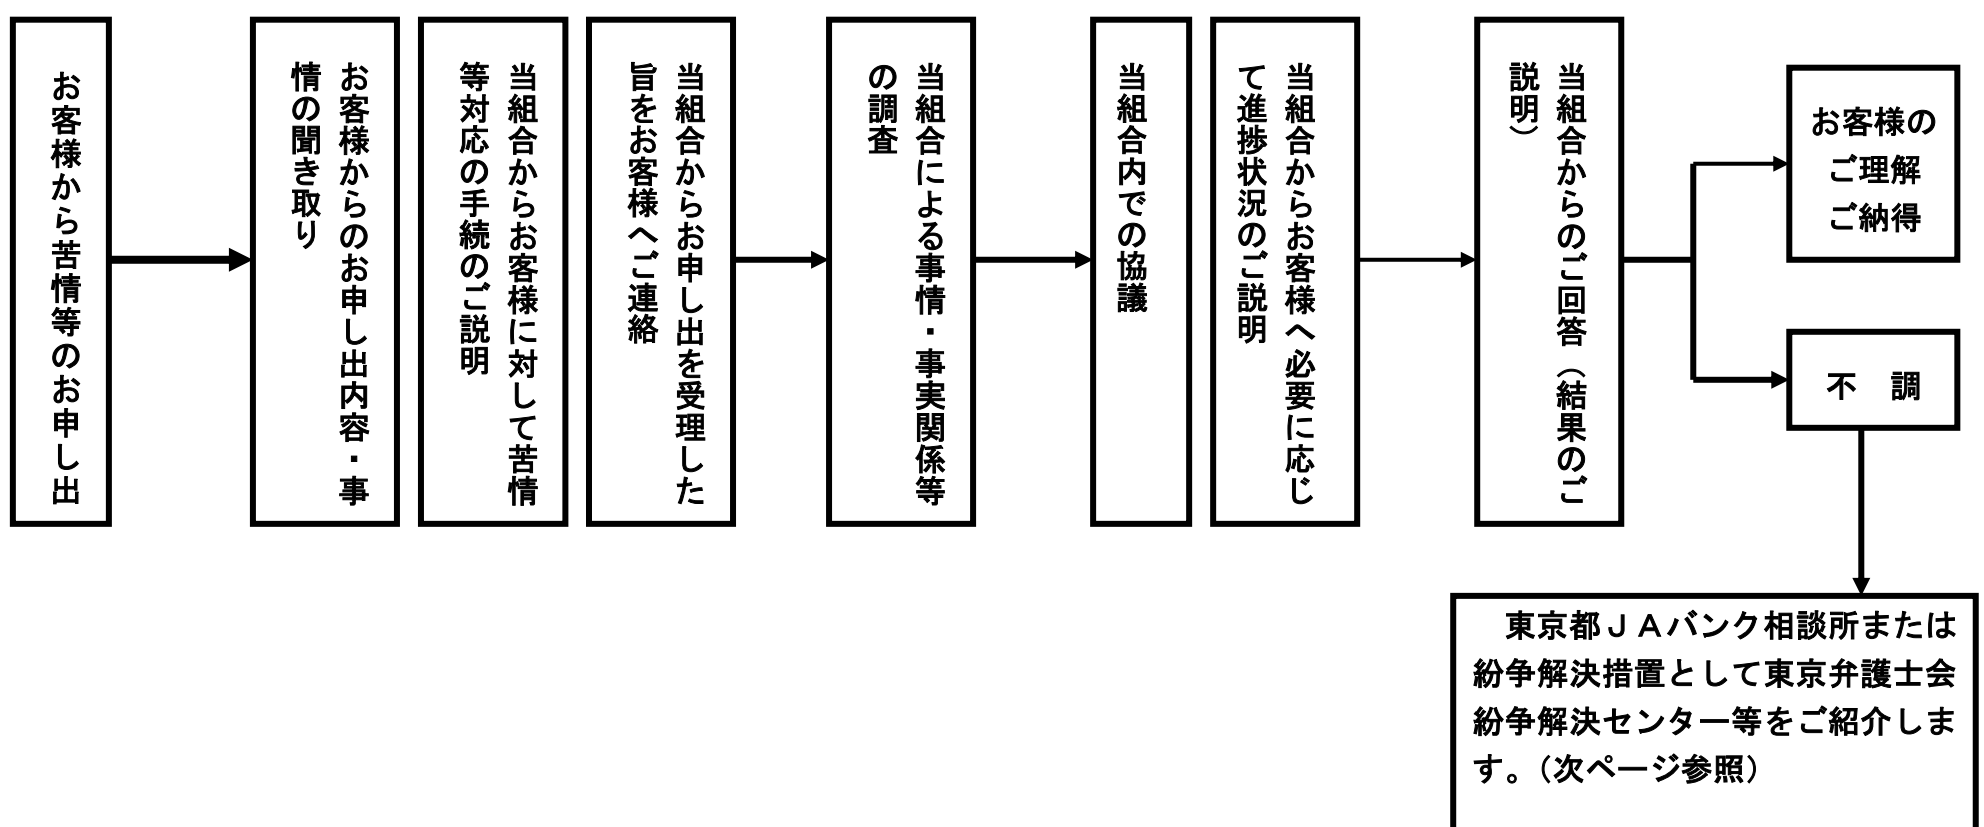 お客様から苦情等のお申し出
お客様からのお申し出内容・事
情の聞き取り
当組合からお客様に対して苦情
等対応の手続のご説明
当組合からお申し出を受理した
旨をお客様へご連絡
当組合による事情・事実関係等
の調査
当組合内での協議
当組合からお客様へ必要に応じ
て進捗状況のご説明
当組合からのご回答（結果のご
説明）
お客様の
ご理解
ご納得
不　調
東京都ＪＡバンク相談所または
紛争解決措置として東京弁護士会
紛争解決センター等をご紹介しま
す。（次ページ参照）